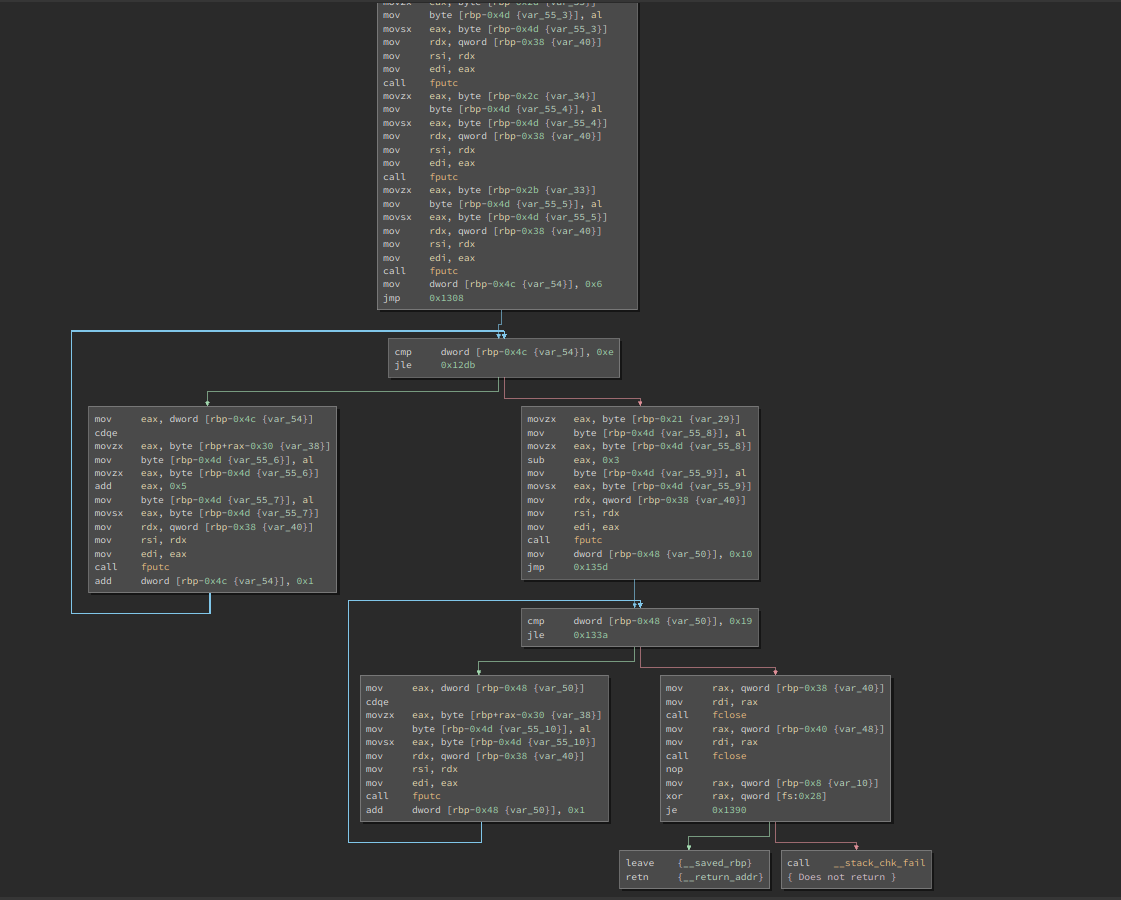 mov byte [rbp-0x4d {var_55_3}], al
movsx eax, byte [rbp-0x4d {var_55_3}]
mov rdx, qword [rbp-0x38 {var_40}]
mov rsi, rdx
mov edi, eax
call fputc
movzx eax, byte [rbp-0x2c {var_34}]
mov byte [rbp-0x4d {var_55_4}], al
movsx eax, byte [rbp-0x4d {var_55_4}]
mov rdx, qword [rbp-0x38 {var_40}]
mov rsi, rdx
mov edi, eax
call fputc
movzx eax, byte [rbp-0x2b {var_33}]
mov byte [rbp-0x4d {var_55_5}], al
movsx eax, byte [rbp-0x4d {var_55_5}]
mov rdx, qword [rbp-0x38 {var_40}]
mov rsi, rdx
mov edi, eax
call fputc
mov dword [rbp-0x4c {var_54}], 0x6
jmp 0x1308
cmp dword [rbp-0x4c {var_54}], 0xe
jle 0x12db
mov eax, dword [rbp-0x4c {var_54}]
cdqe
movzx eax, byte [rbp+rax-0x30 {var_38}]
mov byte [rbp-0x4d {var_55_6}], al
movzx eax, byte [rbp-0x4d {var_55_6}]
add eax, 0x5
mov byte [rbp-0x4d {var_55_7}], al
movsx eax, byte [rbp-0x4d {var_55_7}]
mov rdx, qword [rbp-0x38 {var_40}]
mov rsi, rdx
mov edi, eax
call fputc
add dword [rbp-0x4c {var_54}], 0x1
movzx eax, byte [rbp-0x21 {var_29}]
mov byte [rbp-0x4d {var_55_8}], al
movzx eax, byte [rbp-0x4d {var_55_8}]
sub eax, 0x3
mov byte [rbp-0x4d {var_55_9}], al
movsx eax, byte [rbp-0x4d {var_55_9}]
mov rdx, qword [rbp-0x38 {var_40}]
mov rsi, rdx
mov edi, eax
call fputc
mov dword [rbp-0x48 {var_50}], 0x10
jmp 0x135d
cmp dword [rbp-0x48 {var_50}], 0x19
jle 0x133a
mov eax, dword [rbp-0x48 {var_50}]
cdqe
movzx eax, byte [rbp+rax-0x30 {var_38}]
mov byte [rbp-0x4d {var_55_10}], al
movsx eax, byte [rbp-0x4d {var_55_10}]
mov rdx, qword [rbp-0x38 {var_40}]
mov rsi, rdx
mov edi, eax
call fputc
add dword [rbp-0x48 {var_50}], 0x1
mov rax, qword [rbp-0x38 {var_40}]
mov rdi, rax
call fclose
mov rax, qword [rbp-0x40 {var_48}]
mov rdi, rax
call fclose
nop
mov rax, qword [rbp-0x8 {var_10}]
xor rax, qword [fs:0x28]
je 0x1390
leave {__saved_rbp}
retn {__return_addr}
call __stack_chk_fail
{ Does not return }